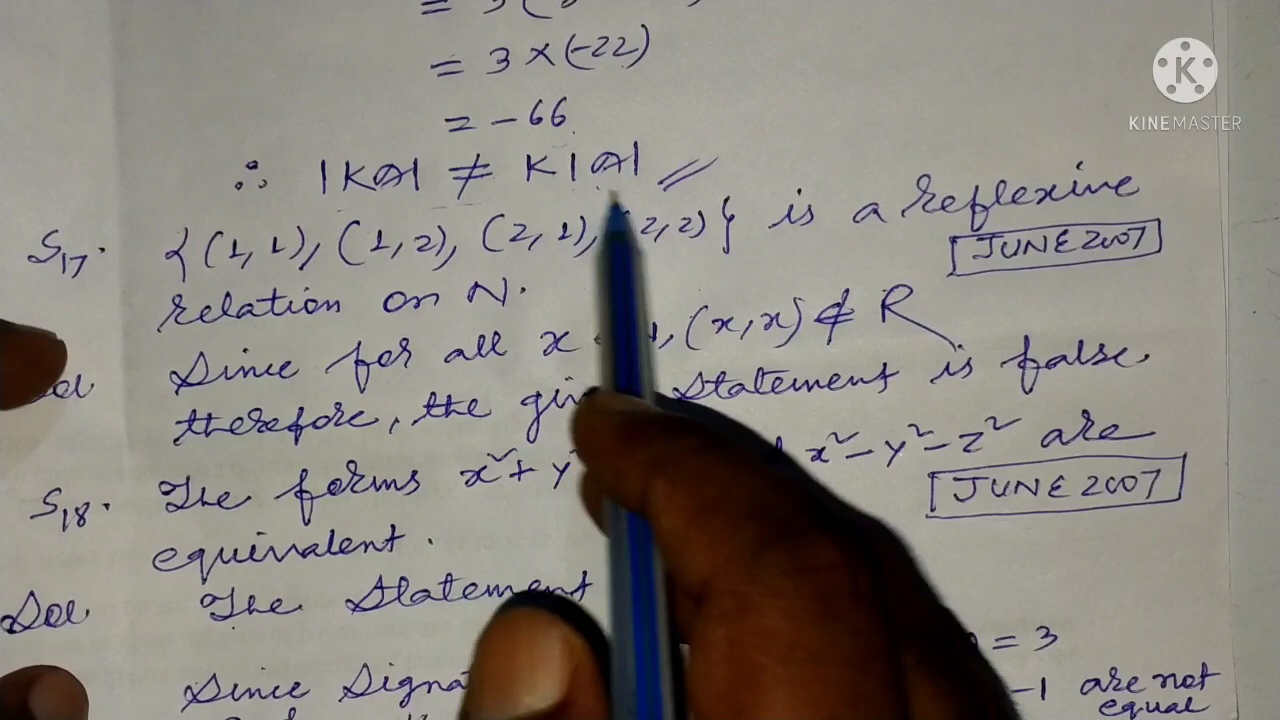 = 3 × (-22)
= -66
∴ |KA| ≠ K|A| //
S17. {(1,1), (1,2), (2,1), (2,2)} is a reflexive
JUNE 2007
relation on N.
Since for all x (x,x) ∉ R
therefore, the statement is false.
S18. The forms x²+ y² x²-y²-z² are
JUNE 2007
equivalent.
Sol The Statement
= 3
Since -1 are not
equal
KINEMASTER